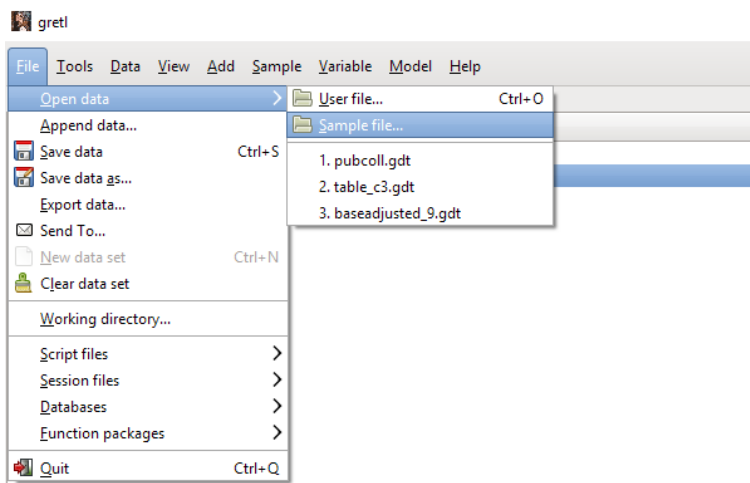 gretl
File Tools Data View Add Sample Variable Model Help
Open data
Append data...
Save data Ctrl+S
Save data as...
Export data...
Send To...
New data set Ctrl+N
Clear data set
Working directory...
Script files
Session files
Databases
Function packages
Quit Ctrl+Q
User file... Ctrl+O
Sample file...
1. pubcoll.gdt
2. table_c3.gdt
3. baseadjusted_9.gdt